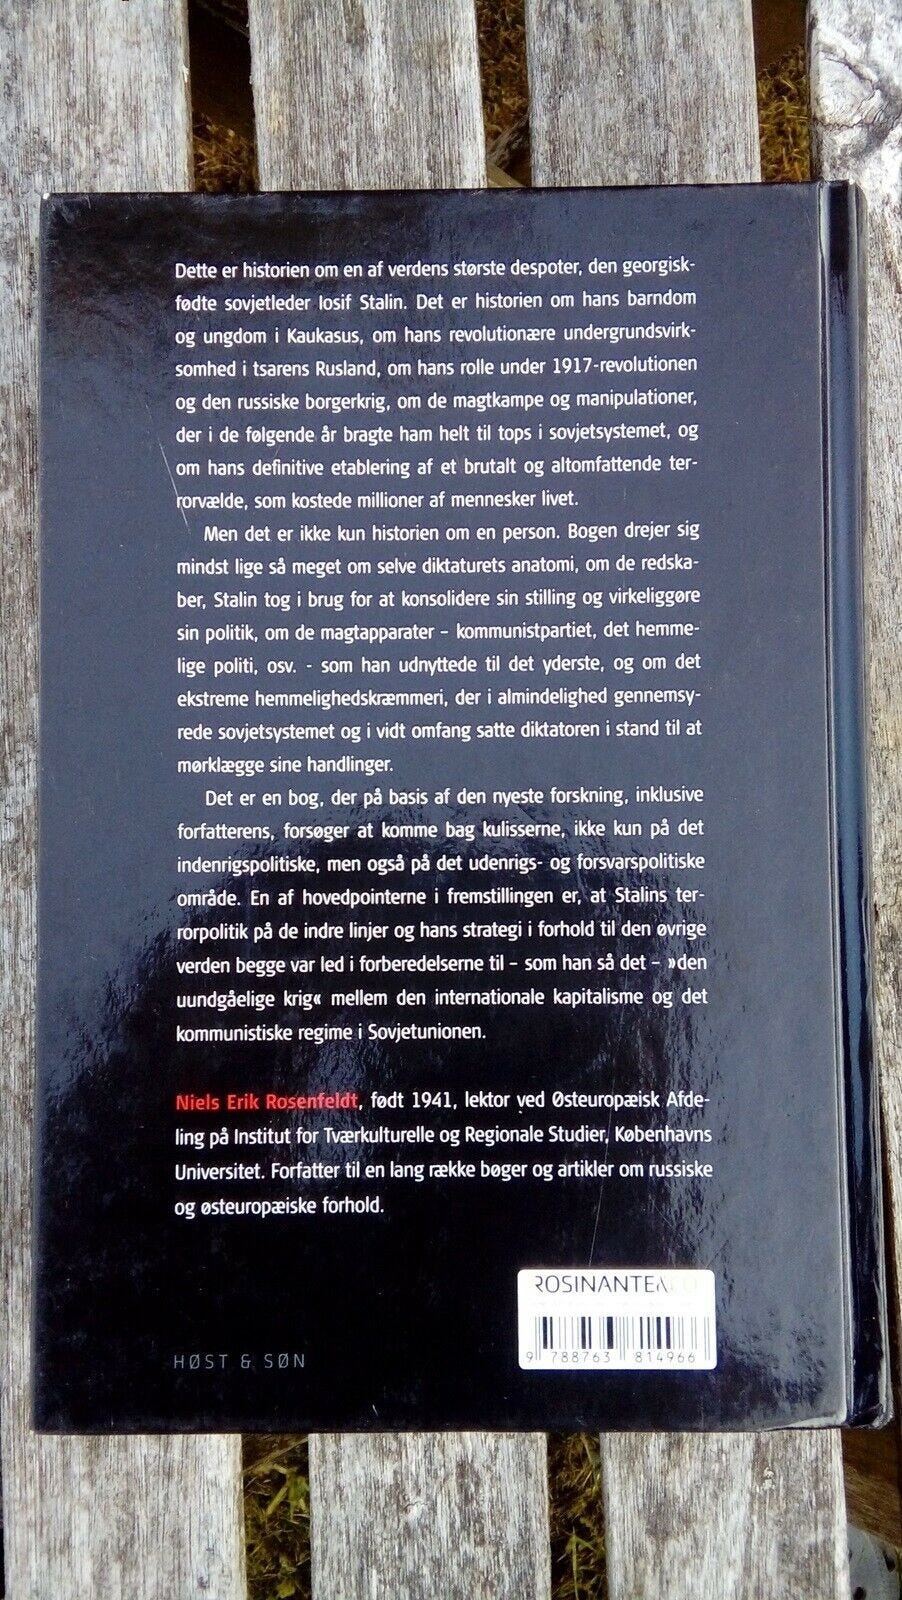 Dette er historien om en af verdens største despoter, den georgisk-
fødte sovjetleder Iosif Stalin. Det er historien om hans barndom
og ungdom i Kaukasus, om hans revolutionære undergrundsvirk-
somhed i tsarens Rusland, om hans rolle under 1917-revolutionen
og den russiske borgerkrig, om de magtkampe og manipulationer,
der i de følgende år bragte ham helt til tops i sovjetsystemet, og
om hans definitive etablering af et brutalt og altomfattende ter-
rorvælde, som kostede millioner af mennesker livet.
Men det er ikke kun historien om en person. Bogen drejer sig
mindst lige så meget om selve diktaturets anatomi, om de redska-
ber, Stalin tog i brug for at konsolidere sin stilling og virkeliggøre
sin politik, om de magtapparater – kommunistpartiet, det hemme-
lige politi, osv. - som han udnyttede til det yderste, og om det
ekstreme hemmelighedskræmmeri, der i almindelighed gennemsy-
rede sovjetsystemet og i vidt omfang satte diktatoren i stand til at
mørklægge sine handlinger.
Det er en bog, der på basis af den nyeste forskning, inklusive
forfatterens, forsøger at komme bag kulisserne, ikke kun på det
indenrigspolitiske, men også på det udenrigs- og forsvarspolitiske
område. En af hovedpointerne i fremstillingen er, at Stalins ter-
rorpolitik på de indre linjer og hans strategi i forhold til den øvrige
verden begge var led i forberedelserne til – som han så det – »den
uundgåelige krig« mellem den internationale kapitalisme og det
kommunistiske regime i Sovjetunionen.
Niels Erik Rosenfeldt, født 1941, lektor ved Østeuropæisk Afde-
ling på Institut for Tværkulturelle og Regionale Studier, Københavns
Universitet. Forfatter til en lang række bøger og artikler om russiske
og østeuropæiske forhold.
ROSINANTE&CO
9 788763 814966
HØST & SØN